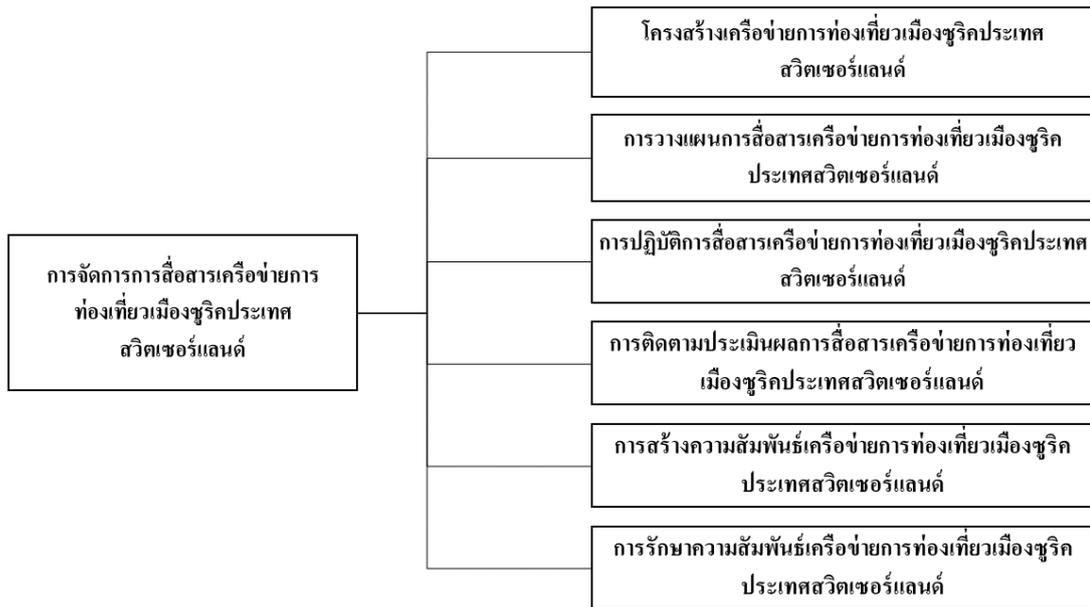 โครงสร้างเครือข่ายการท่องเที่ยวเมืองซูริคประเทศ
สวิตเซอร์แลนด์
การวางแผนการสื่อสารเครือข่ายการท่องเที่ยวเมืองซูริค
ประเทศสวิตเซอร์แลนด์
การปฏิบัติการสื่อสารเครือข่ายการท่องเที่ยวเมืองซูริคประเทศ
สวิตเซอร์แลนด์
การจัดการการสื่อสารเครือข่ายการ
ท่องเที่ยวเมืองซูริคประเทศ
สวิตเซอร์แลนด์
การติดตามประเมินผลการสื่อสารเครือข่ายการท่องเที่ยว
เมืองซูริคประเทศสวิตเซอร์แลนด์
การสร้างความสัมพันธ์เครือข่ายการท่องเที่ยวเมืองซูริค
ประเทศสวิตเซอร์แลนด์
การรักษาความสัมพันธ์เครือข่ายการท่องเที่ยวเมืองซูริค
ประเทศสวิตเซอร์แลนด์